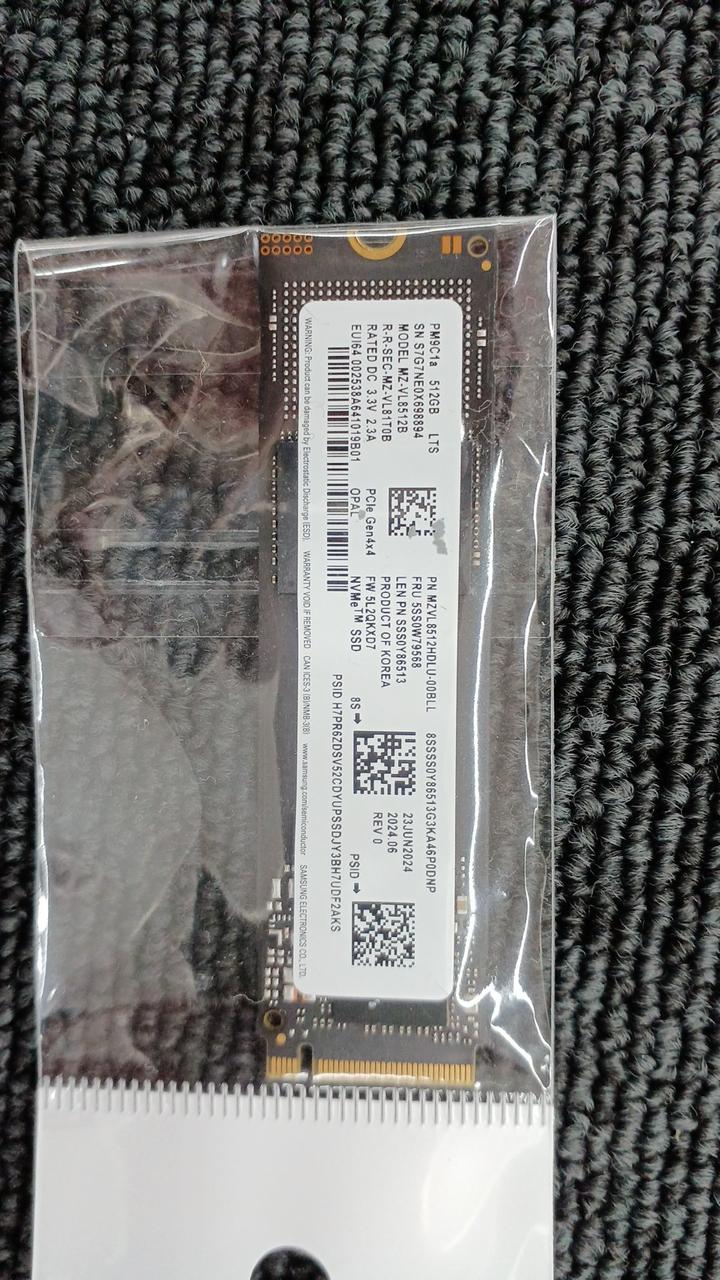 PM9C1a 512GB LTS
SN S7G7NE0X698894
MODEL MZ-VL8512B
R-R-SEC-MZ-VL81T0B
RATED DC 3.3V 2.3A
EUI64 002538A641019B01
PCIe Gen4x4
OPAL
PN MZVL8512HDLU-00BLL
FRU 5SS0W79568
LEN PN SSS0Y86513
PRODUCT OF KOREA
FW 5L2QKXD7
NVMe™ SSD
8SSSS0Y86513G3KA46P0DNP
23JUN2024
2024.06
REV 0
8S ➡
PSID ➡
PSID H7PR6ZDSV52CDYUPSSDJY3BH7UDF2AKS
WARNING: Product can be damaged by Electrostatic Discharge (ESD). WARRANTY VOID IF REMOVED CAN ICES-3 (B)/NMB-3(B) www.samsung.com/semiconductor SAMSUNG ELECTRONICS CO., LTD.